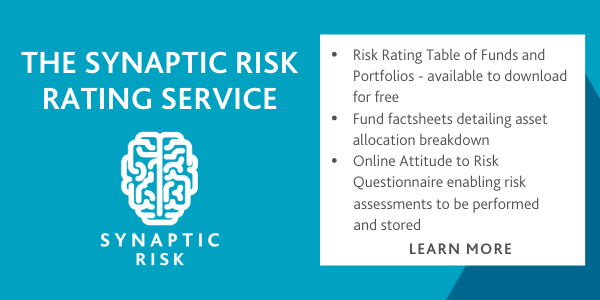 THE SYNAPTIC RISK
RATING SERVICE
SYNAPTIC
RISK
• Risk Rating Table of Funds and
Portfolios - available to download
for free
• Fund factsheets detailing asset
allocation breakdown
• Online Attitude to Risk
Questionnaire enabling risk
assessments to be performed
and stored
LEARN MORE